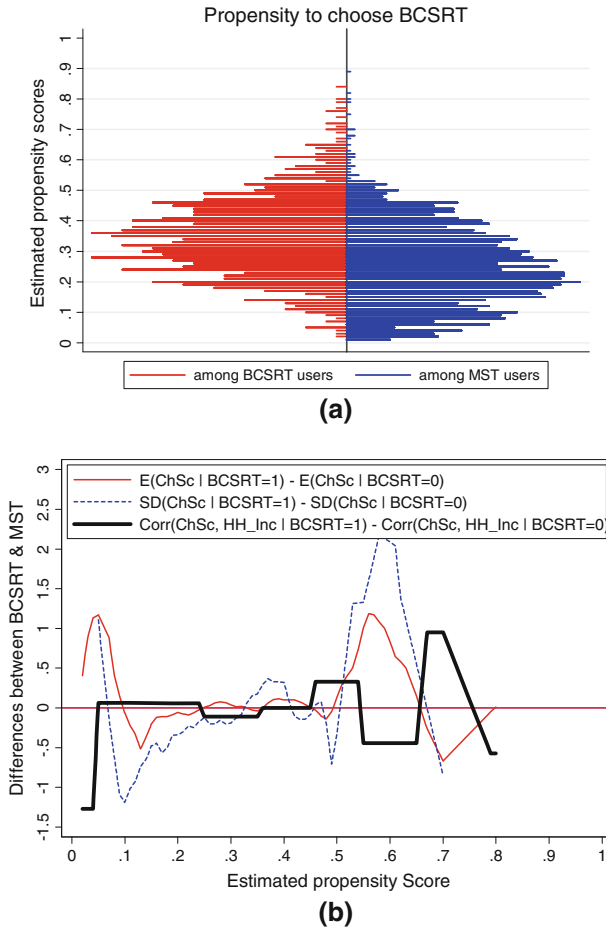 Propensity to choose BCSRT
Estimated propensity scores
1
.9
.8
.7
.6
.5
.4
.3
.2
.1
0
among BCSRT users
among MST users
(a)
Differences between BCSRT & MST
3
2.5
2
1.5
1
.5
0
-.5
-1
-1.5
E(ChSc | BCSRT=1) - E(ChSc | BCSRT=0)
SD(ChSc | BCSRT=1) - SD(ChSc | BCSRT=0)
Corr(ChSc, HH_Inc | BCSRT=1) - Corr(ChSc, HH_Inc | BCSRT=0)
0 .1 .2 .3 .4 .5 .6 .7 .8 .9 1
Estimated propensity Score
(b)